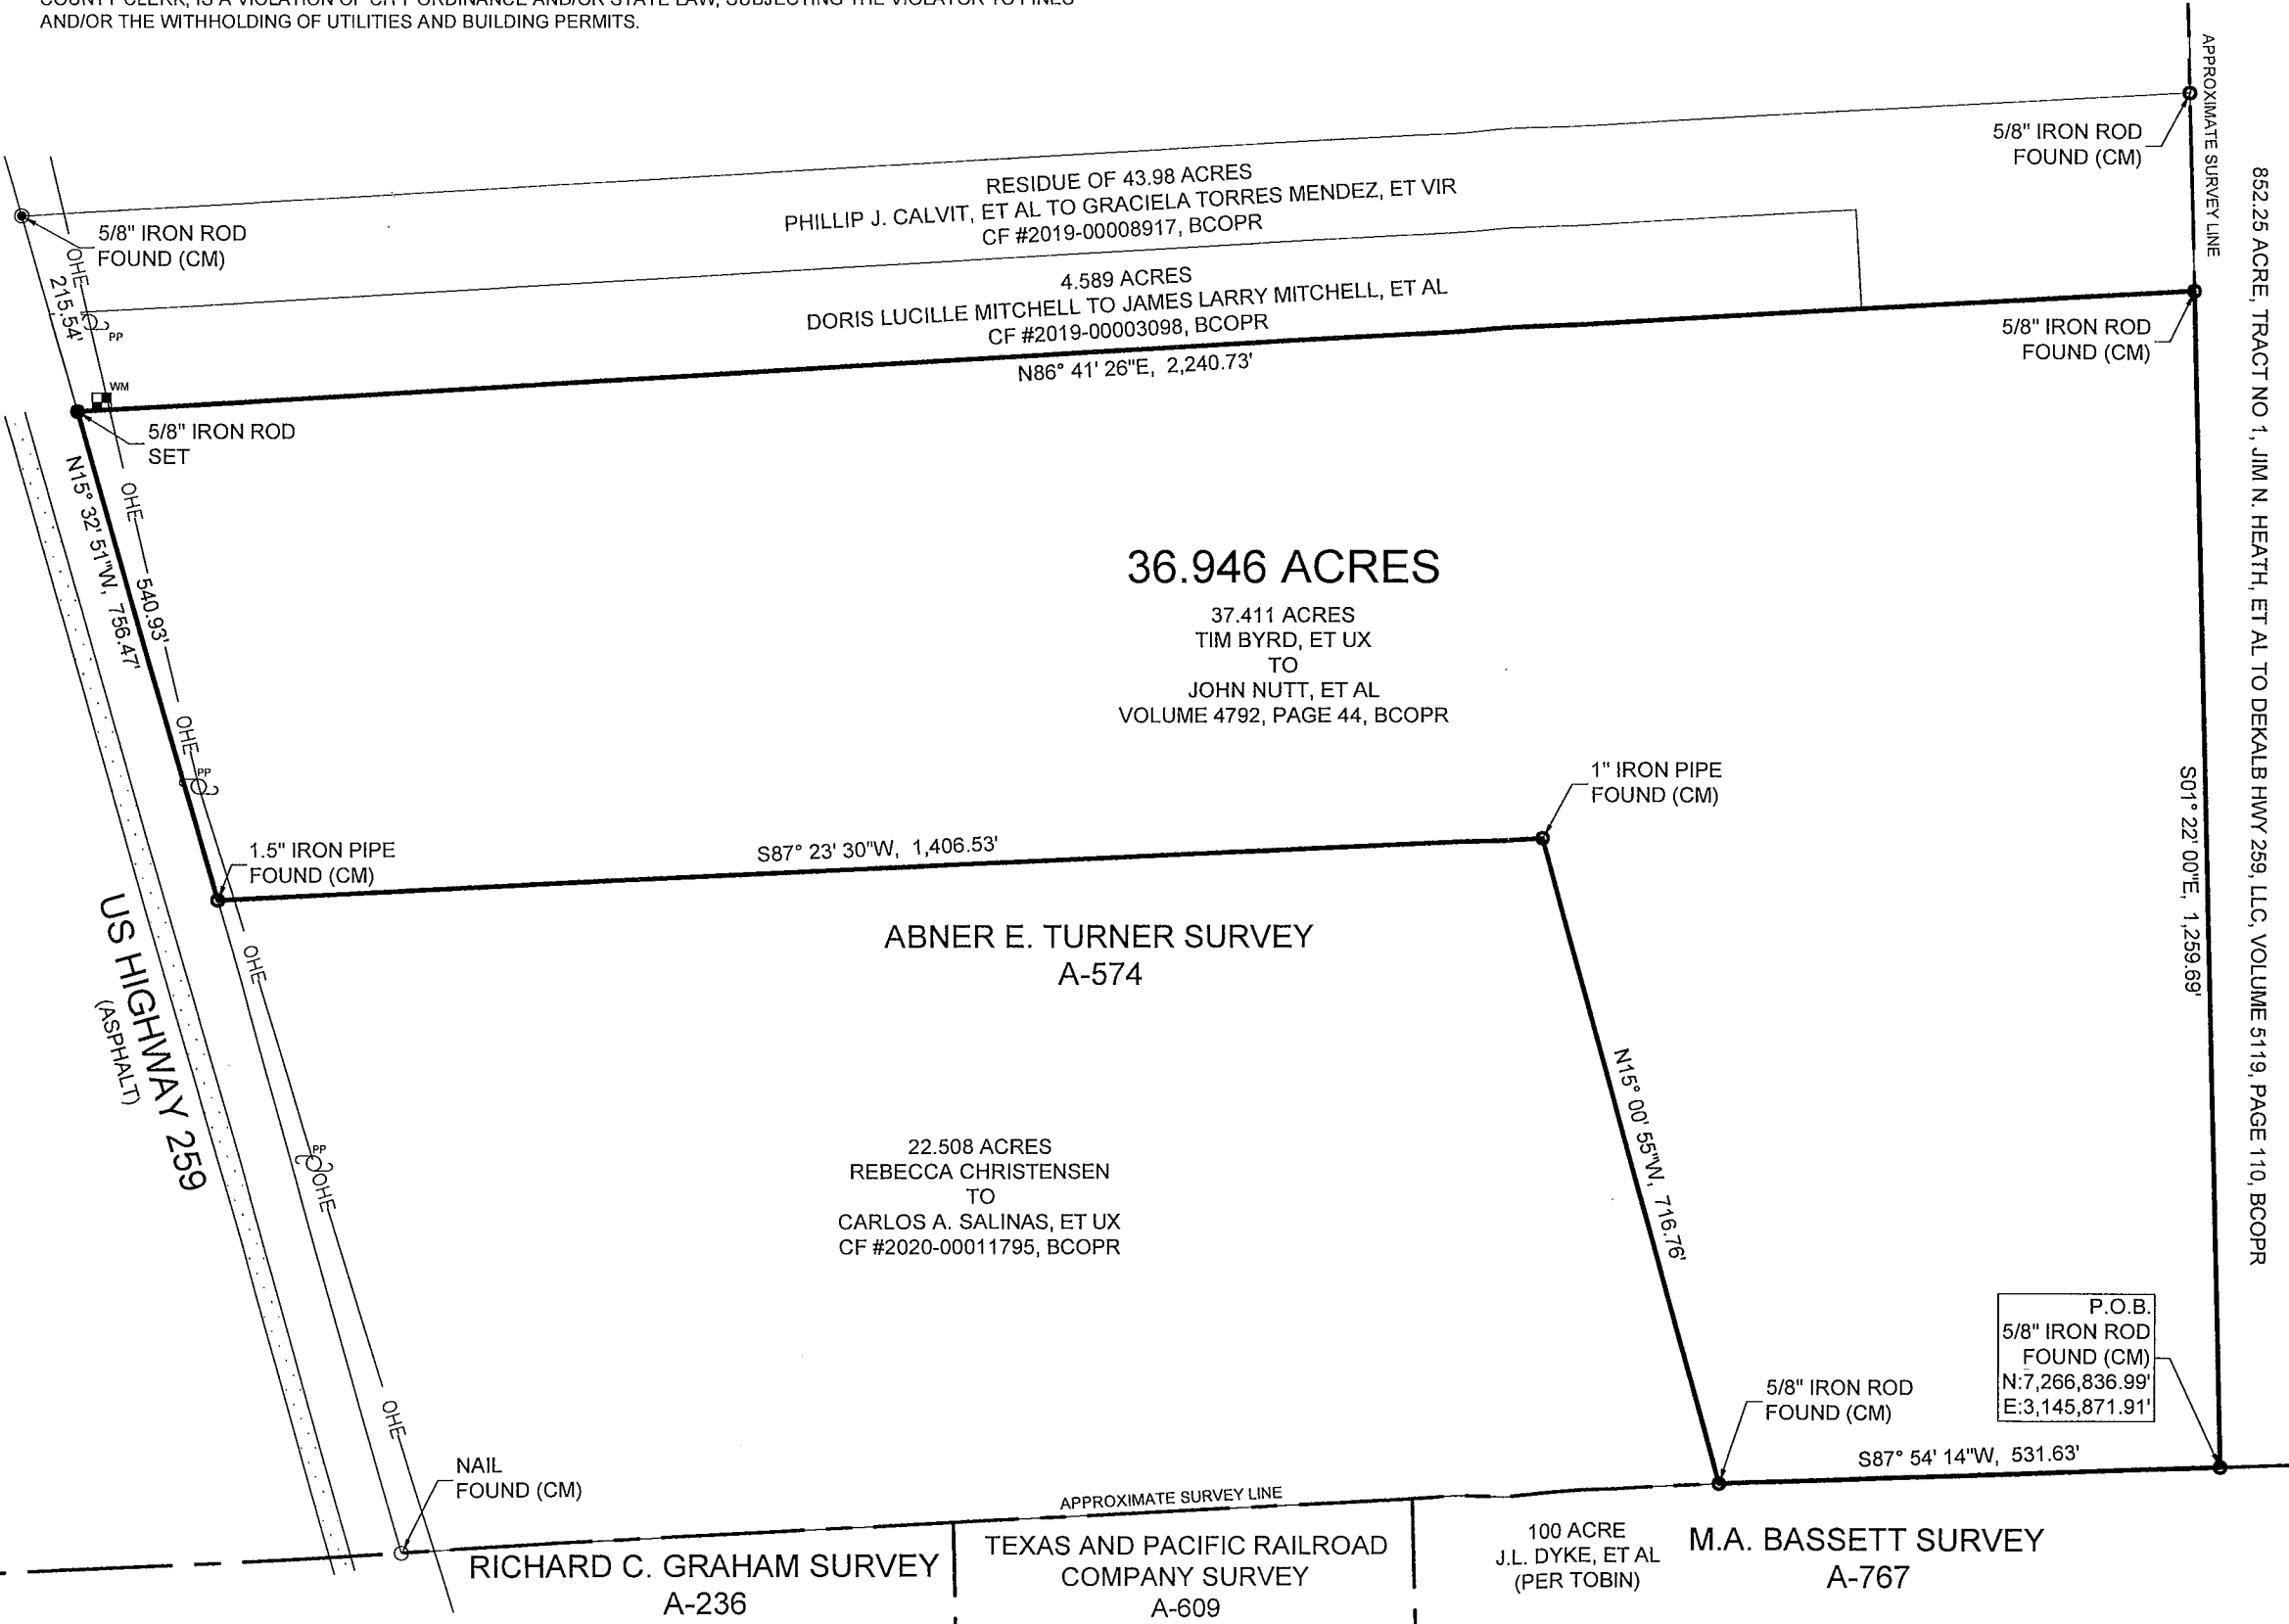 AND/OR THE WITHHOLDING OF UTILITIES AND BUILDING PERMITS.
APPROXIMATE SURVEY LINE
5/8" IRON ROD
FOUND (CM)
852.25 ACRE, TRACT NO 1, JIM N. HEATH, ET AL TO DEKALB HWY 259, LLC, VOLUME 5119, PAGE 110, BCOPR
RESIDUE OF 43.98 ACRES
PHILLIP J. CALVIT, ET AL TO GRACIELA TORRES MENDEZ, ET VIR
CF #2019-00008917, BCOPR
5/8" IRON ROD
FOUND (CM)
OHE
215.54'
PP
4.589 ACRES
DORIS LUCILLE MITCHELL TO JAMES LARRY MITCHELL, ET AL
CF #2019-00003098, BCOPR
5/8" IRON ROD
FOUND (CM)
N86° 41' 26"E, 2,240.73'
WM
5/8" IRON ROD
SET
N15° 32' 51"W, 756.47'
OHE
540.93'
OHE
PP
36.946 ACRES
37.411 ACRES
TIM BYRD, ET UX
TO
JOHN NUTT, ET AL
VOLUME 4792, PAGE 44, BCOPR
1" IRON PIPE
FOUND (CM)
S01° 22' 00"E, 1,259.69'
1.5" IRON PIPE
FOUND (CM)
S87° 23' 30"W, 1,406.53'
US HIGHWAY 259
(ASPHALT)
OHE
ABNER E. TURNER SURVEY
A-574
N15° 00' 55"W, 716.76'
PP
OHE
22.508 ACRES
REBECCA CHRISTENSEN
TO
CARLOS A. SALINAS, ET UX
CF #2020-00011795, BCOPR
P.O.B.
5/8" IRON ROD
FOUND (CM)
N:7,266,836.99'
E:3,145,871.91'
5/8" IRON ROD
FOUND (CM)
OHE
NAIL
FOUND (CM)
S87° 54' 14"W, 531.63'
APPROXIMATE SURVEY LINE
RICHARD C. GRAHAM SURVEY
A-236
TEXAS AND PACIFIC RAILROAD
COMPANY SURVEY
A-609
100 ACRE
J.L. DYKE, ET AL
(PER TOBIN)
M.A. BASSETT SURVEY
A-767